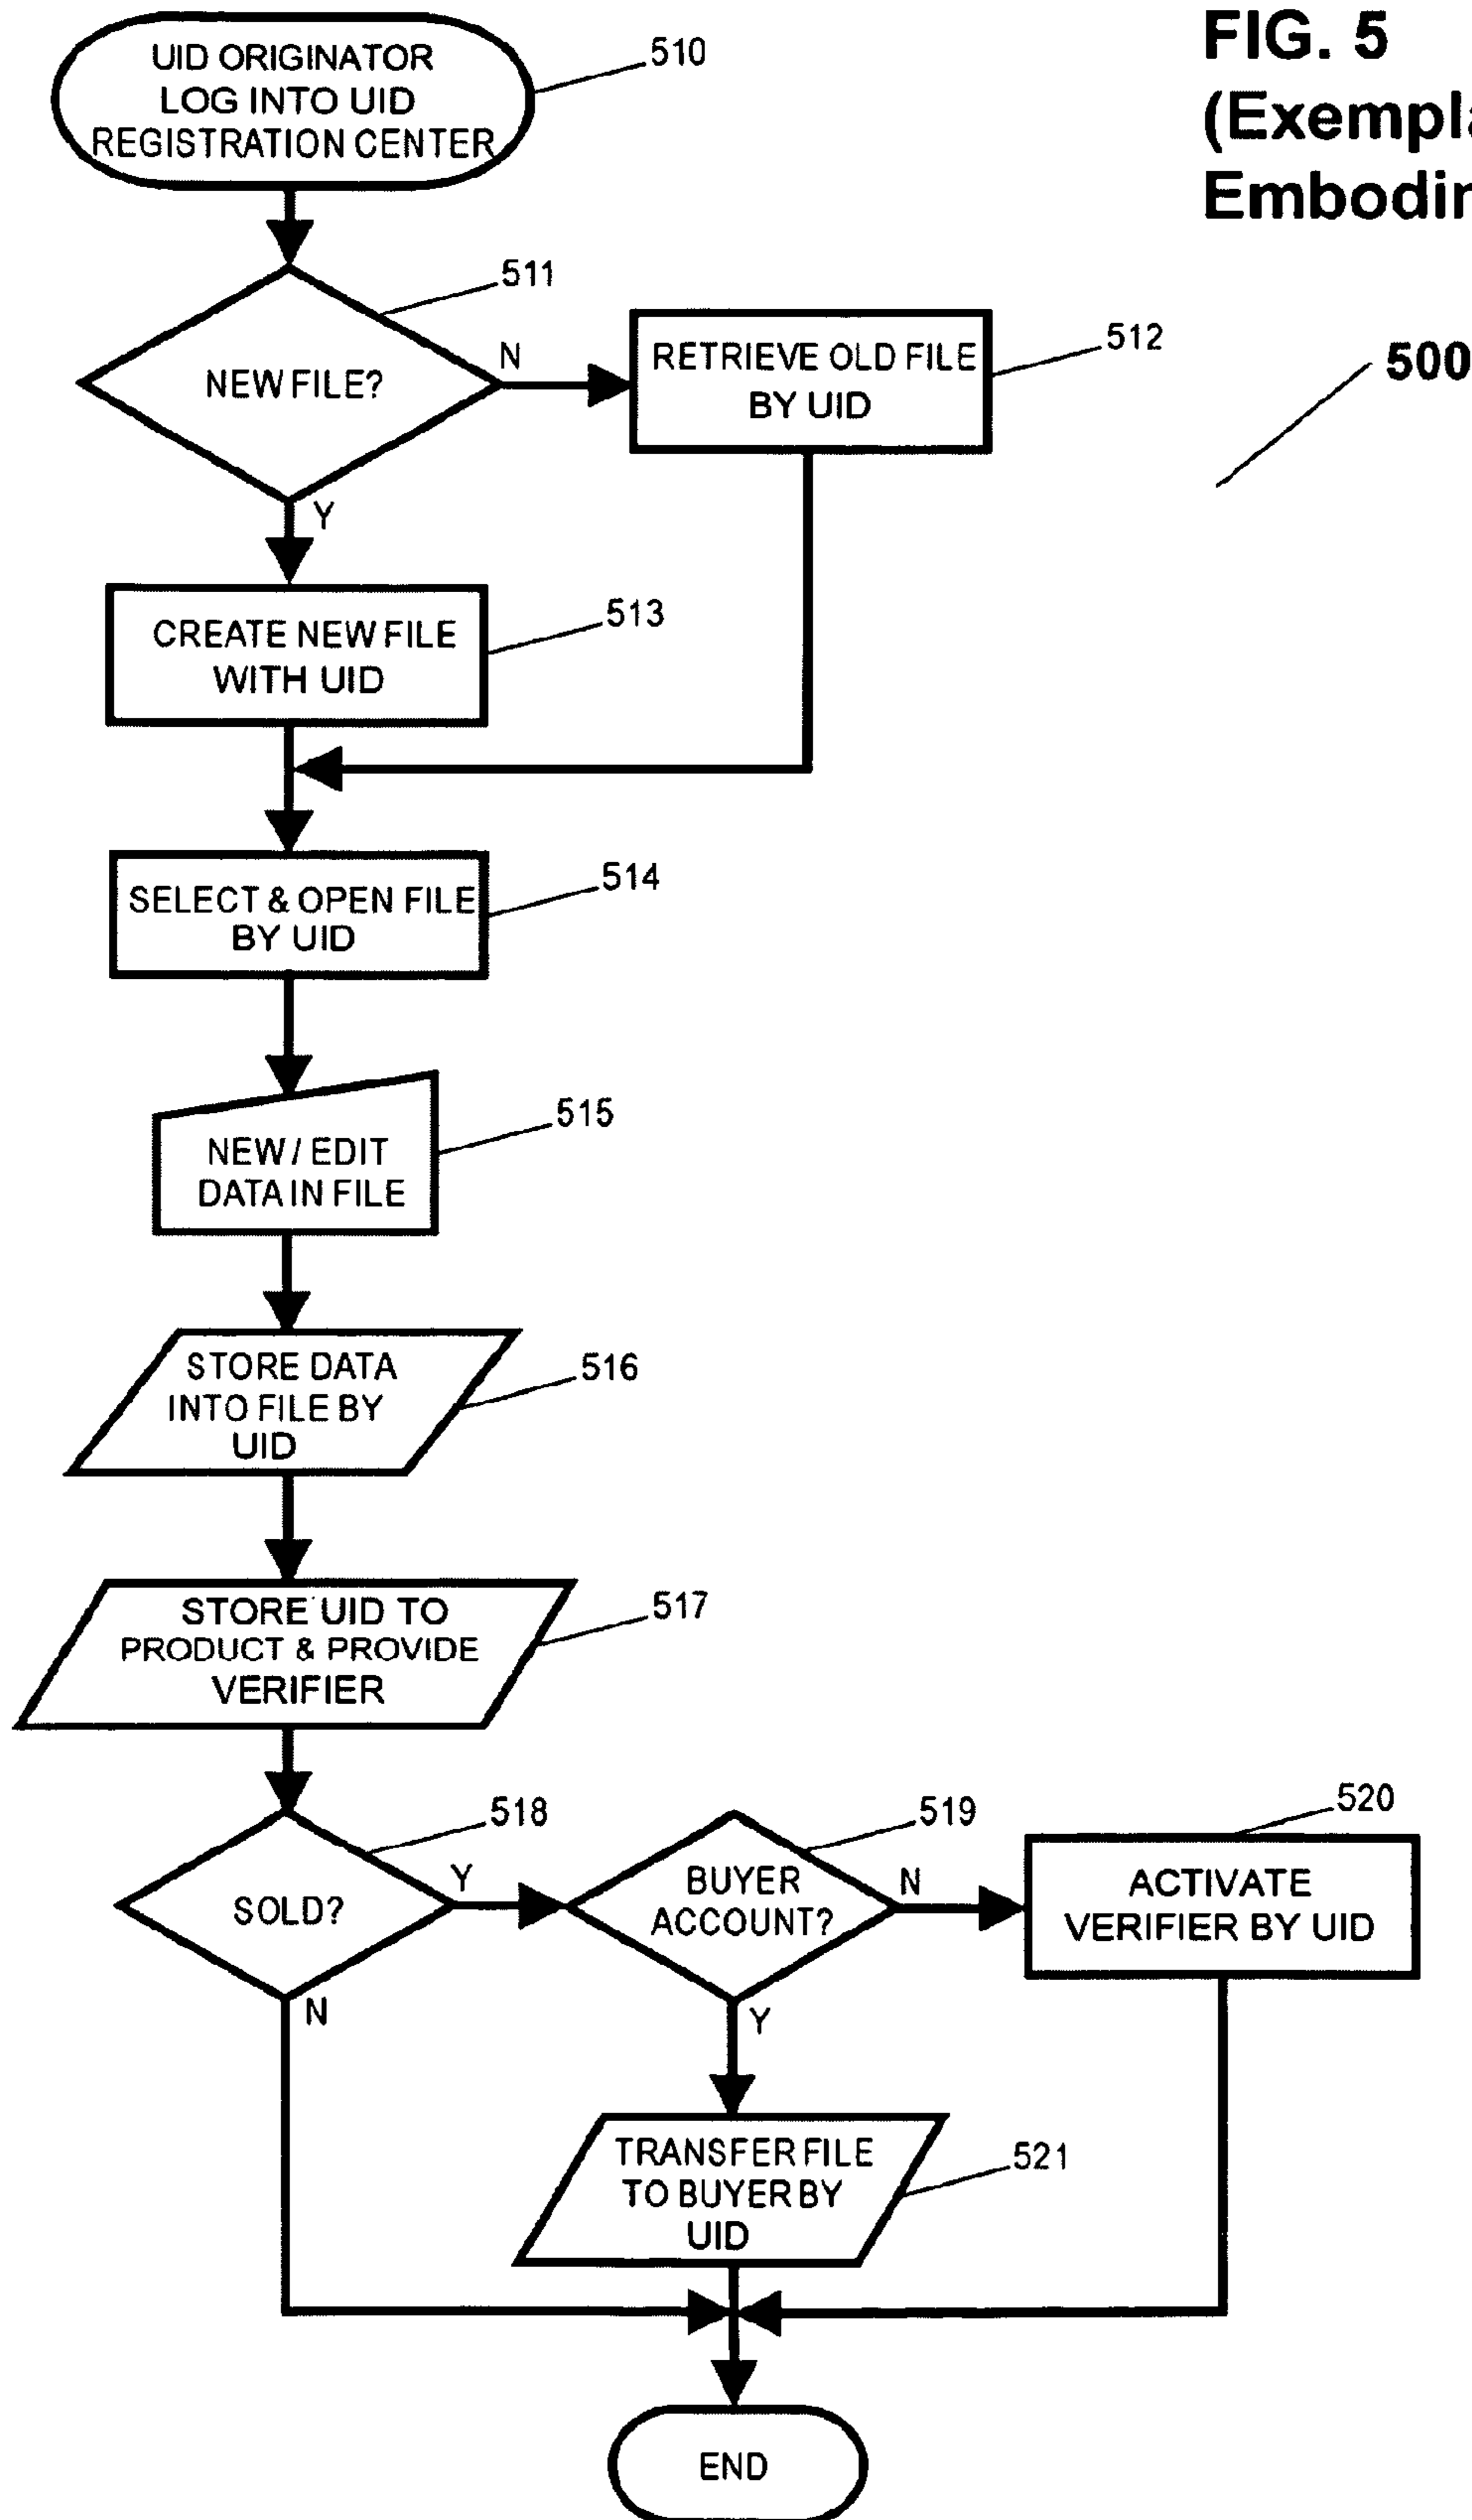 FIG. 5
(Exempla
Embodin
500
UID ORIGINATOR
LOG INTO UID
REGISTRATION CENTER
510
511
NEW FILE?
N
Y
RETRIEVE OLD FILE
BY UID
512
CREATE NEW FILE
WITH UID
513
SELECT & OPEN FILE
BY UID
514
NEW / EDIT
DATA IN FILE
515
STORE DATA
INTO FILE BY
UID
516
STORE UID TO
PRODUCT & PROVIDE
VERIFIER
517
518
SOLD?
Y
N
519
BUYER
ACCOUNT?
N
Y
520
ACTIVATE
VERIFIER BY UID
TRANSFER FILE
TO BUYER BY
UID
521
END